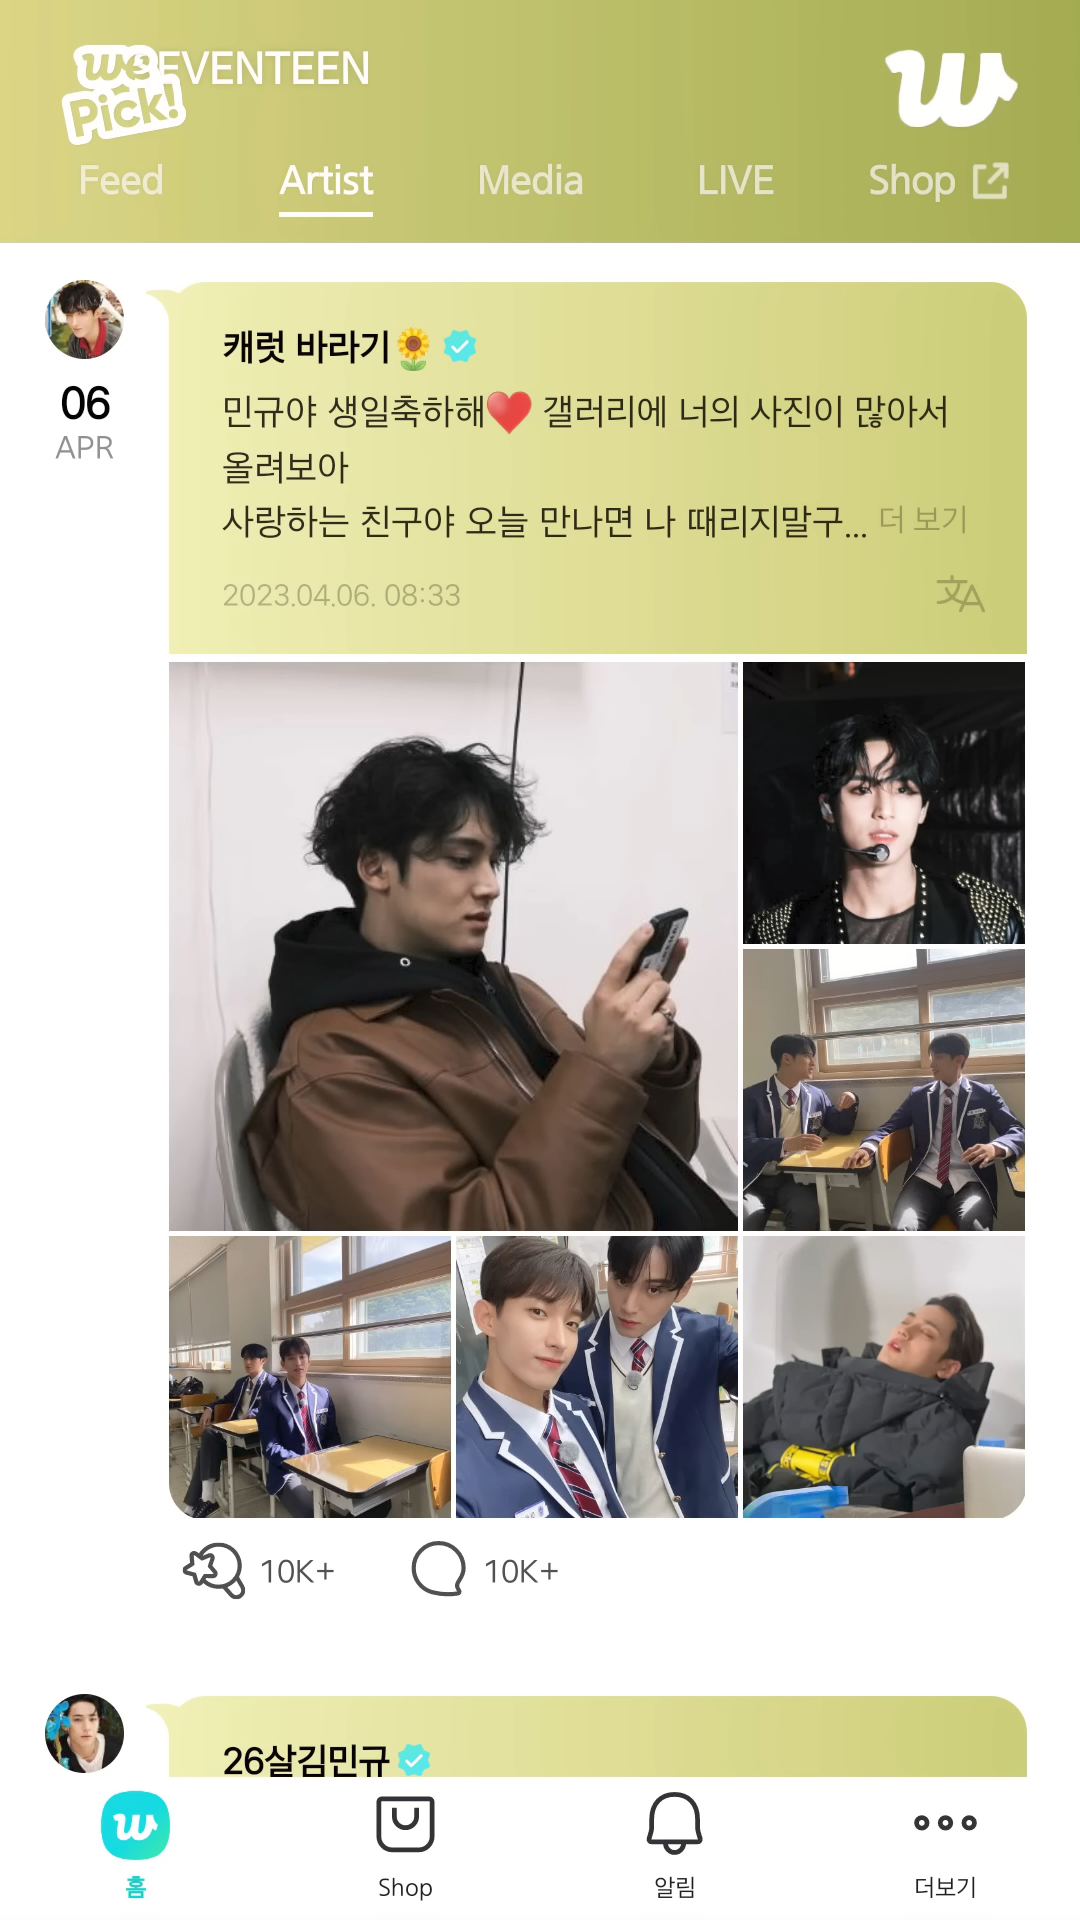 we
Pick!
SEVENTEEN
w
Feed
Artist
Media
LIVE
Shop
06
APR
캐럿 바라기🌻
민규야 생일축하해❤️ 갤러리에 너의 사진이 많아서
올려보아
사랑하는 친구야 오늘 만나면 나 때리지말구... 더 보기
2023.04.06. 08:33
文A
10K+
10K+
26살김민규
w
홈
Shop
알림
더보기